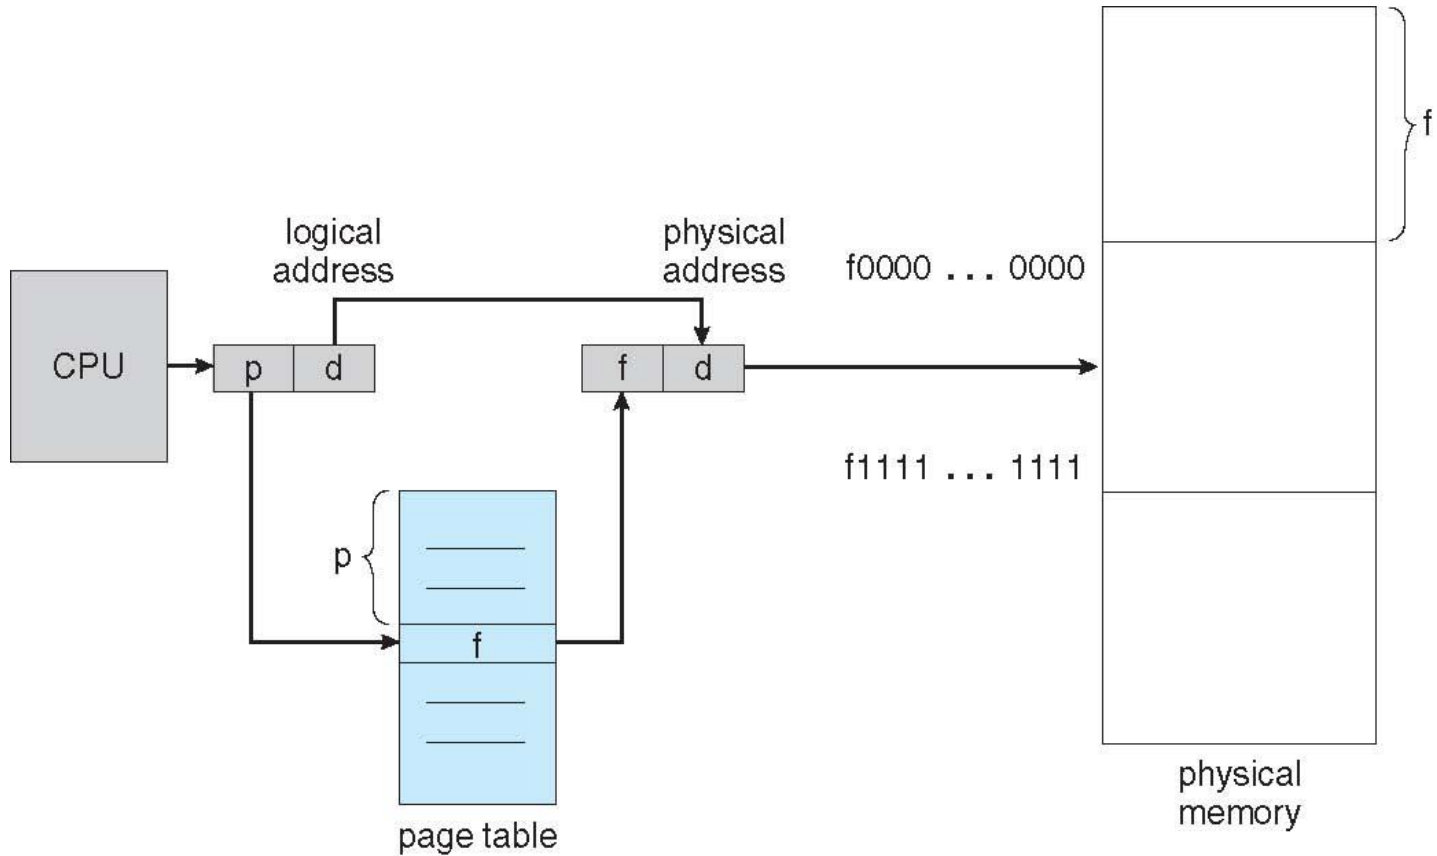 f
logical
address
physical
address
f0000 ... 0000
CPU
p
d
f
d
f1111 ... 1111
p
f
page table
physical
memory